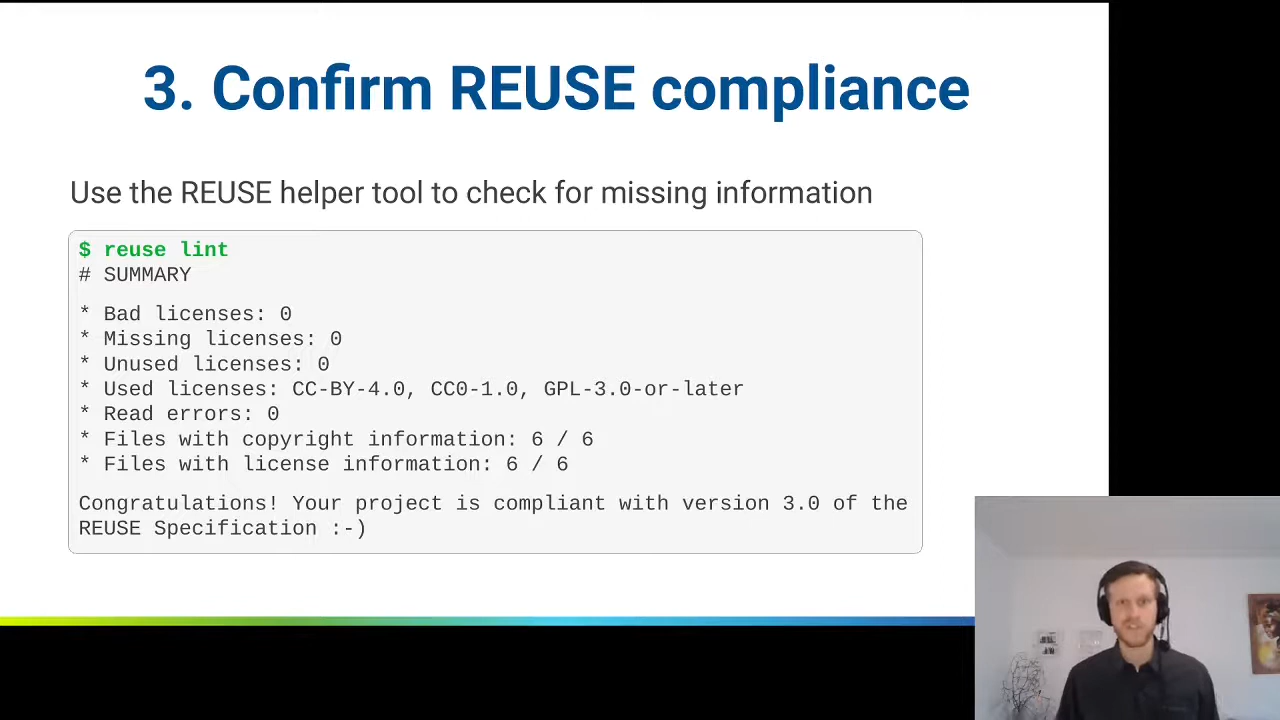 3. Confirm REUSE compliance
Use the REUSE helper tool to check for missing information
$ reuse lint
# SUMMARY
* Bad licenses: 0
* Missing licenses: 0
* Unused licenses: 0
* Used licenses: CC-BY-4.0, CC0-1.0, GPL-3.0-or-later
* Read errors: 0
* Files with copyright information: 6 / 6
* Files with license information: 6 / 6
Congratulations! Your project is compliant with version 3.0 of the
REUSE Specification :-)